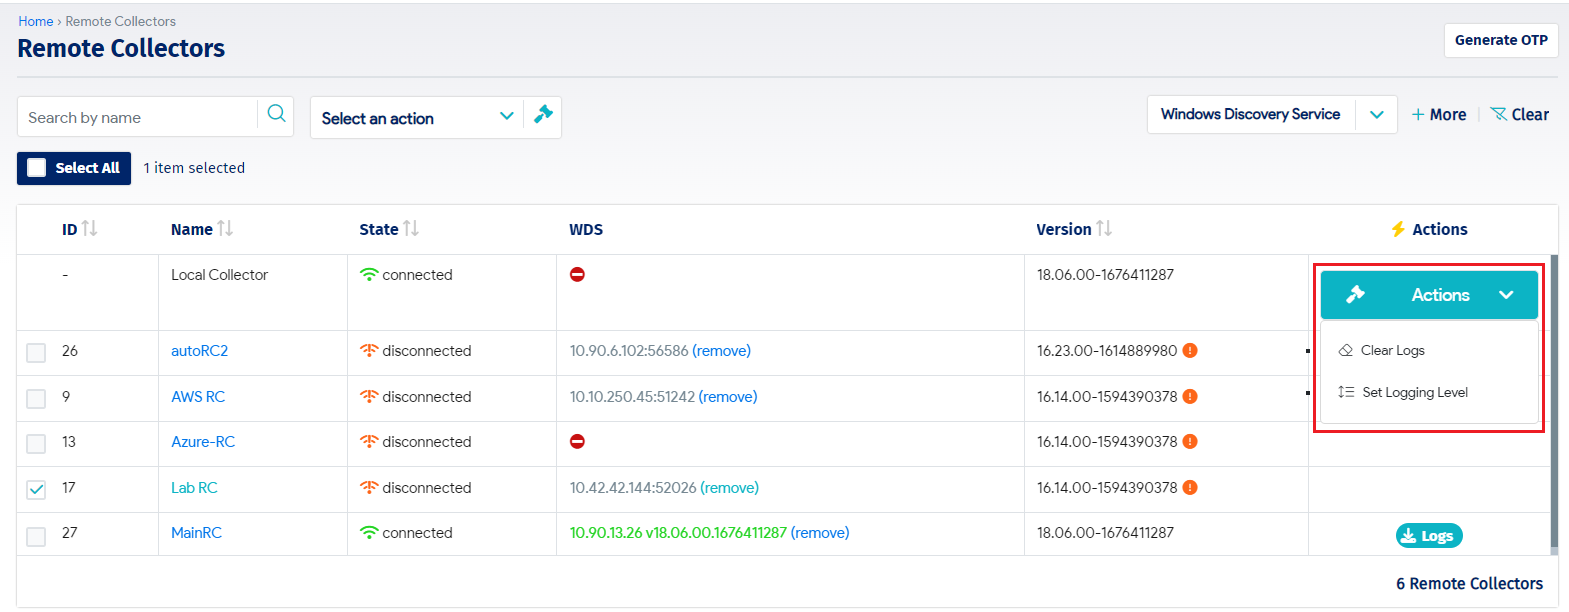 Home › Remote Collectors
Remote Collectors
Generate OTP
Search by name
Select an action
Windows Discovery Service
+ More
Clear
Select All
1 item selected
ID Name State WDS Version Actions
- Local Collector connected 18.06.00-1676411287
Actions
26 autoRC2 disconnected 10.90.6.102:56586 (remove) 16.23.00-1614889980
Clear Logs
9 AWS RC disconnected 10.10.250.45:51242 (remove) 16.14.00-1594390378
Set Logging Level
13 Azure-RC disconnected 16.14.00-1594390378
17 Lab RC disconnected 10.42.42.144:52026 (remove) 16.14.00-1594390378
27 MainRC connected 10.90.13.26 v18.06.00.1676411287 (remove) 18.06.00-1676411287 Logs
6 Remote Collectors